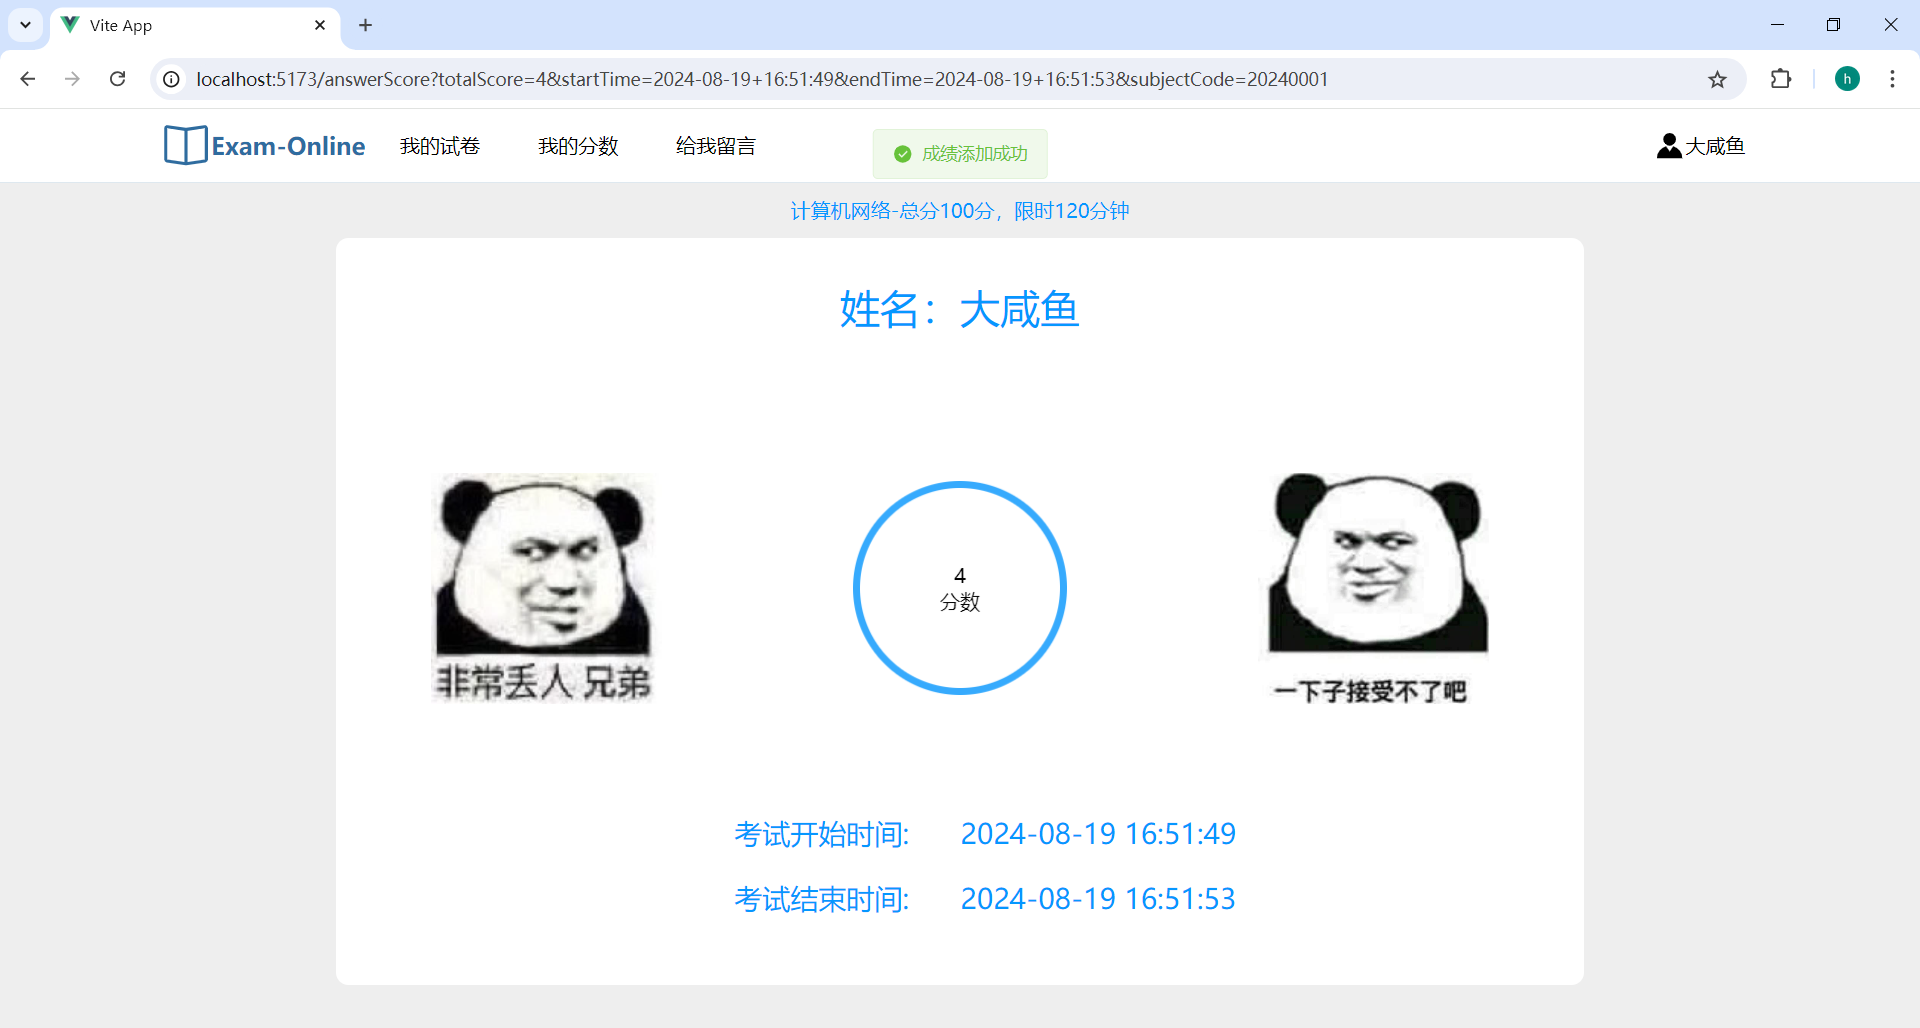 Vite App
localhost:5173/answerScore?totalScore=4&startTime=2024-08-19+16:51:49&endTime=2024-08-19+16:51:53&subjectCode=20240001
h
Exam-Online 我的试卷 我的分数 给我留言 成绩添加成功 大咸鱼
计算机网络-总分100分，限时120分钟
姓名：大咸鱼
4
分数
非常丢人 兄弟
一下子接受不了吧
考试开始时间: 2024-08-19 16:51:49
考试结束时间: 2024-08-19 16:51:53